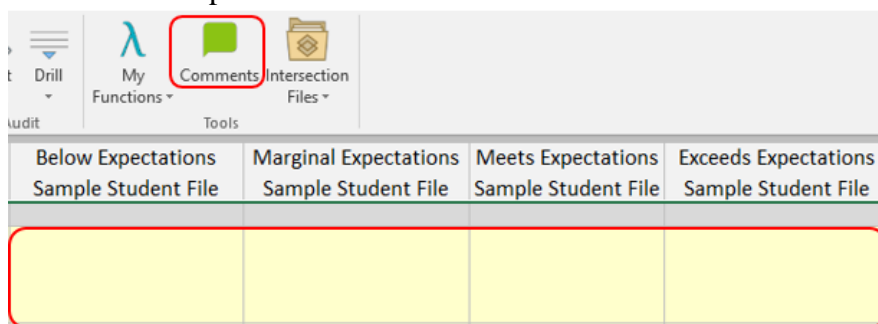 Drill
My
Functions
Comments
Intersection
Files
Tools
Below Expectations
Sample Student File
Marginal Expectations
Sample Student File
Meets Expectations
Sample Student File
Exceeds Expectations
Sample Student File